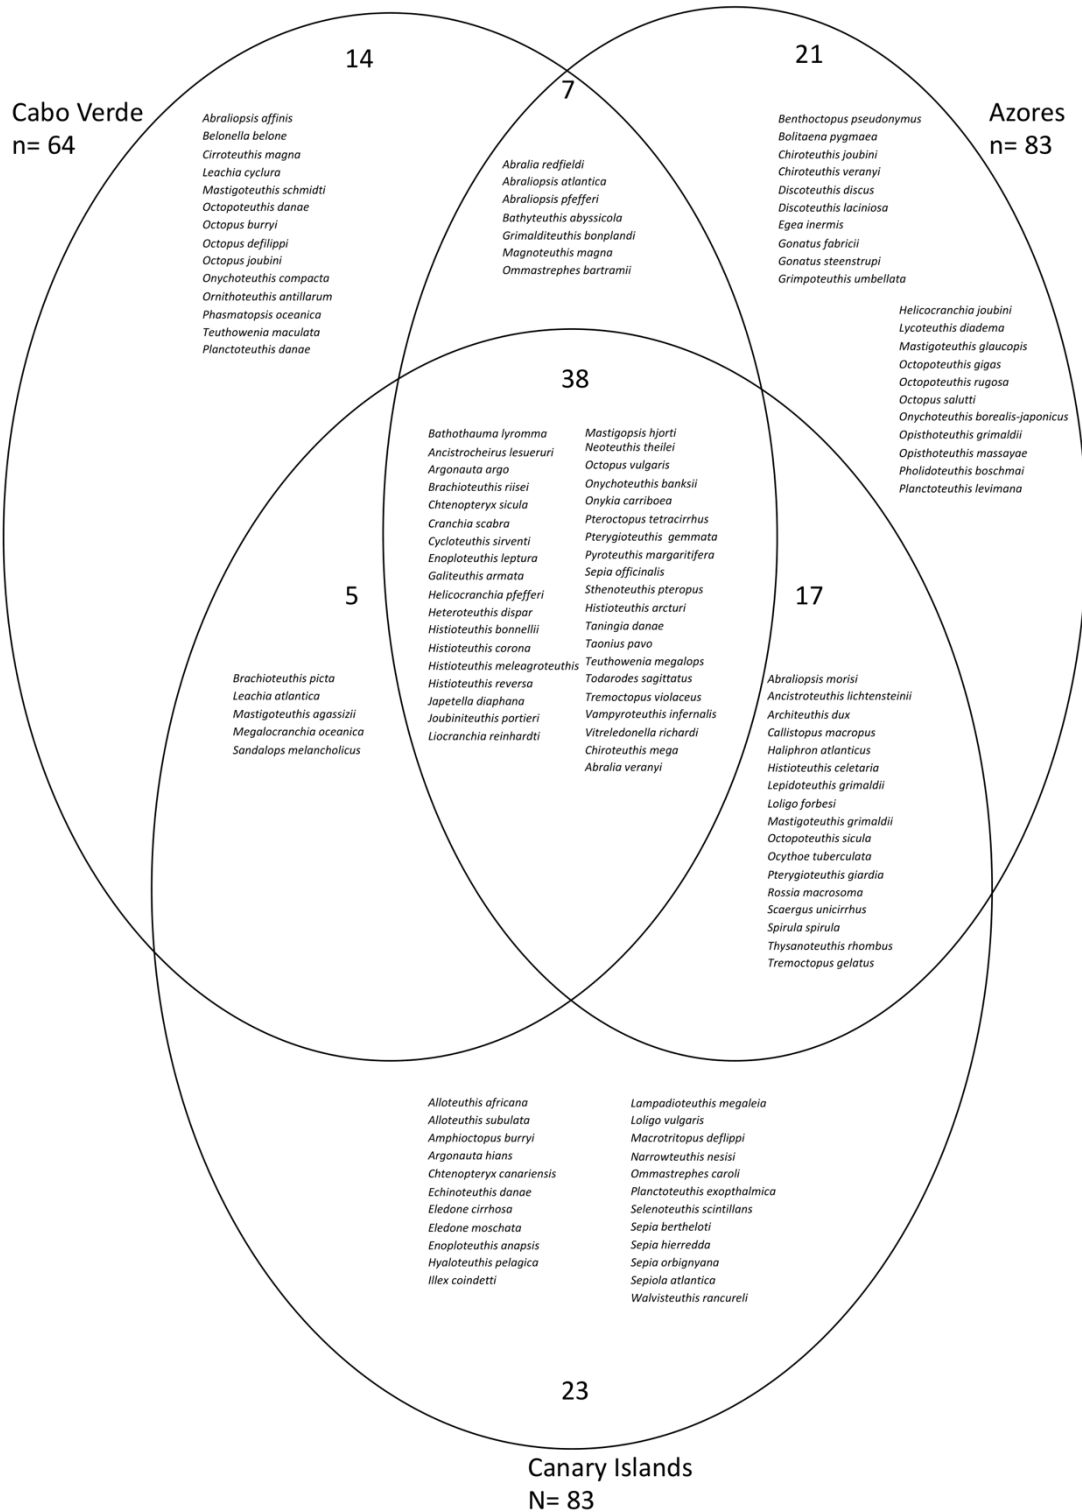 14
21
7
Cabo Verde
n= 64
Azores
n= 83
Abraliopsis affinis
Belonella belone
Cirroteuthis magna
Leachia cyclura
Mastigoteuthis schmidti
Octopoteuthis danae
Octopus burryi
Octopus defilippi
Octopus joubini
Onychoteuthis compacta
Ornithoteuthis antillarum
Phasmatopsis oceanica
Teuthowenia maculata
Planctoteuthis danae
Abralia redfieldi
Abraliopsis atlantica
Abraliopsis pfefferi
Bathyteuthis abyssicola
Grimalditeuthis bonplandi
Magnoteuthis magna
Ommastrephes bartramii
Benthoctopus pseudonymus
Bolitaena pygmaea
Chiroteuthis joubini
Chiroteuthis veranyi
Discoteuthis discus
Discoteuthis laciniosa
Egea inermis
Gonatus fabricii
Gonatus steenstrupi
Grimpoteuthis umbellata
Helicocranchia joubini
Lycoteuthis diadema
Mastigoteuthis glaucopis
Octopoteuthis gigas
Octopoteuthis rugosa
Octopus salutti
Onychoteuthis borealis-japonicus
Opisthoteuthis grimaldii
Opisthoteuthis massayae
Pholidoteuthis boschmai
Planctoteuthis levimana
38
Bathothauma lyromma
Ancistrocheirus lesueruri
Argonauta argo
Brachioteuthis riisei
Chtenopteryx sicula
Cranchia scabra
Cycloteuthis sirventi
Enoploteuthis leptura
Galiteuthis armata
Helicocranchia pfefferi
Heteroteuthis dispar
Histioteuthis bonnellii
Histioteuthis corona
Histioteuthis meleagroteuthis
Histioteuthis reversa
Japetella diaphana
Joubiniteuthis portieri
Liocranchia reinhardti
Mastigopsis hjorti
Neoteuthis theilei
Octopus vulgaris
Onychoteuthis banksii
Onykia carriboea
Pteroctopus tetracirrhus
Pterygioteuthis gemmata
Pyroteuthis margaritifera
Sepia officinalis
Sthenoteuthis pteropus
Histioteuthis arcturi
Taningia danae
Taonius pavo
Teuthowenia megalops
Todarodes sagittatus
Tremoctopus violaceus
Vampyroteuthis infernalis
Vitreledonella richardi
Chiroteuthis mega
Abralia veranyi
5
Brachioteuthis picta
Leachia atlantica
Mastigoteuthis agassizii
Megalocranchia oceanica
Sandalops melancholicus
17
Abraliopsis morisi
Ancistroteuthis lichtensteinii
Architeuthis dux
Callistopus macropus
Haliphron atlanticus
Histioteuthis celetaria
Lepidoteuthis grimaldii
Loligo forbesi
Mastigoteuthis grimaldii
Octopoteuthis sicula
Ocythoe tuberculata
Pterygioteuthis giardia
Rossia macrosoma
Scaergus unicirrhus
Spirula spirula
Thysanoteuthis rhombus
Tremoctopus gelatus
Alloteuthis africana
Alloteuthis subulata
Amphioctopus burryi
Argonauta hians
Chtenopteryx canariensis
Echinoteuthis danae
Eledone cirrhosa
Eledone moschata
Enoploteuthis anapsis
Hyaloteuthis pelagica
Illex coindetti
Lampadioteuthis megaleia
Loligo vulgaris
Macrotritopus deflippi
Narrowteuthis nesisi
Ommastrephes caroli
Planctoteuthis exopthalmica
Selenoteuthis scintillans
Sepia bertheloti
Sepia hierredda
Sepia orbignyana
Sepiola atlantica
Walvisteuthis rancureli
23
Canary Islands
N= 83